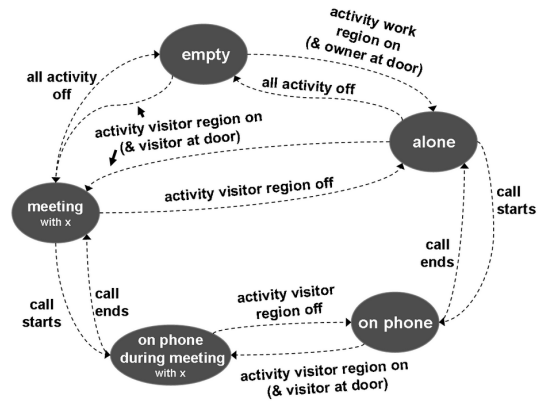 activity work
region on
(& owner at door)
empty
all activity
off
all activity off
activity visitor region on
(& visitor at door)
alone
activity visitor region off
meeting
with x
call
starts
call
ends
call
starts
call
ends
activity visitor
region off
on phone
on phone
during meeting
with x
activity visitor region on
(& visitor at door)